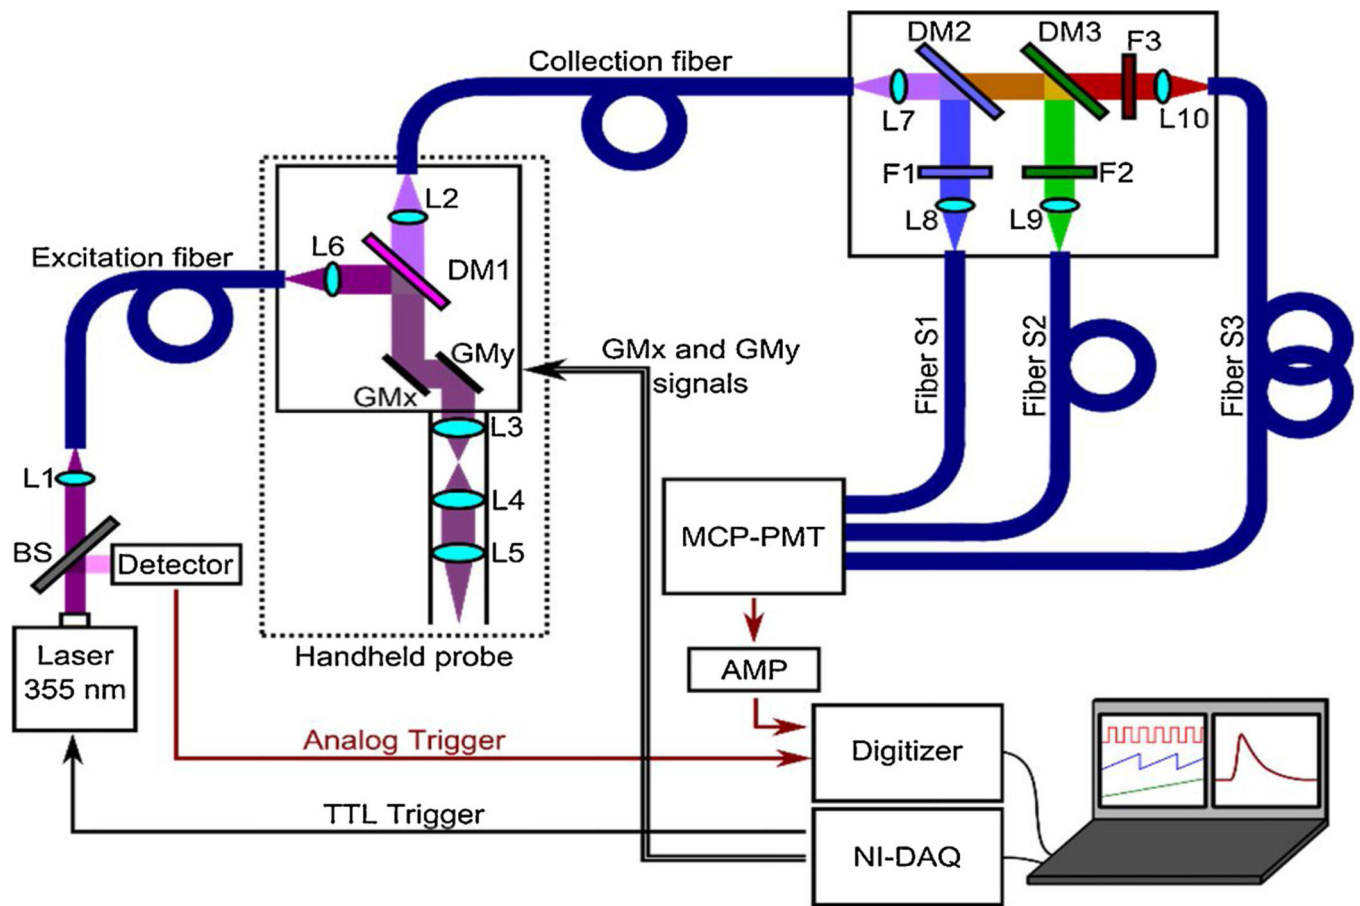 DM2
DM3
F3
Collection fiber
L7
L10
F1
F2
L8
L9
L2
L6
Excitation fiber
DM1
GMy
GMx
GMx and GMy
signals
Fiber S1
Fiber S2
Fiber S3
L3
L1
L4
MCP-PMT
BS
Detector
L5
Handheld probe
Laser
355 nm
AMP
Analog Trigger
Digitizer
TTL Trigger
NI-DAQ